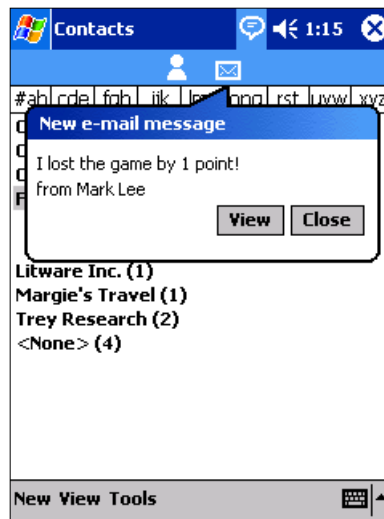 Contacts 1:15
#ab cde fgh ijk rst uvw xyz
New e-mail message
I lost the game by 1 point!
from Mark Lee
View Close
Litware Inc. (1)
Margie's Travel (1)
Trey Research (2)
<None> (4)
New View Tools